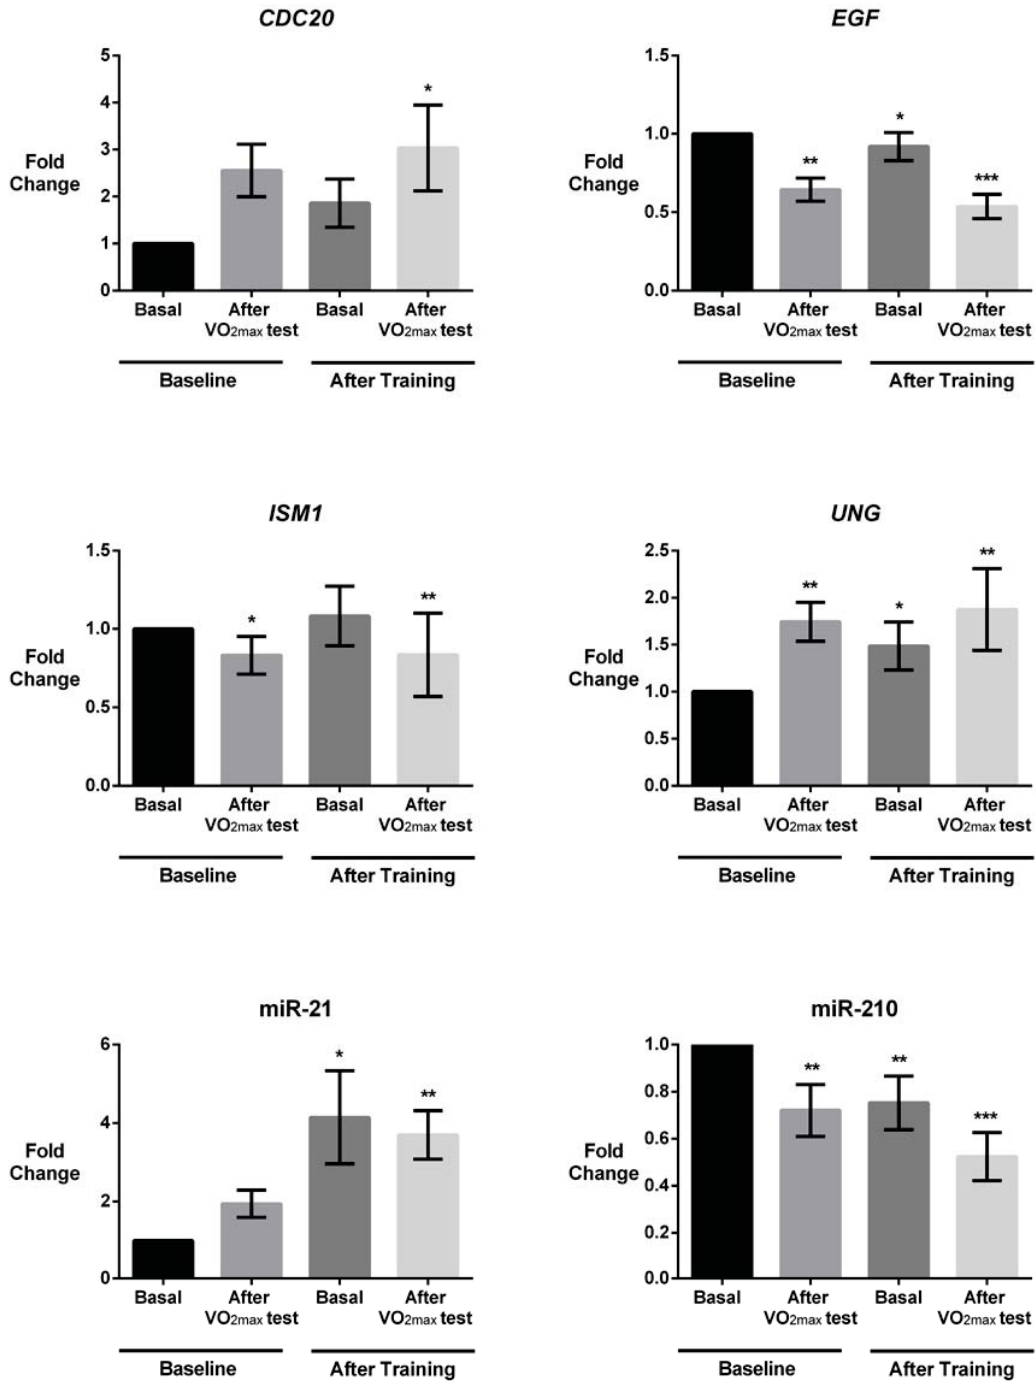 CDC20
5
4
3
2
1
0
Fold
Change
*
Basal
After
VO2max test
Basal
After
VO2max test
Baseline
After Training
EGF
1.5
1.0
0.5
0.0
Fold
Change
**
*
***
Basal
After
VO2max test
Basal
After
VO2max test
Baseline
After Training
ISM1
1.5
1.0
0.5
0.0
Fold
Change
*
**
Basal
After
VO2max test
Basal
After
VO2max test
Baseline
After Training
UNG
2.5
2.0
1.5
1.0
0.5
0.0
Fold
Change
**
*
**
Basal
After
VO2max test
Basal
After
VO2max test
Baseline
After Training
miR-21
6
4
2
0
Fold
Change
*
**
Basal
After
VO2max test
Basal
After
VO2max test
Baseline
After Training
miR-210
1.0
0.8
0.6
0.4
0.2
0.0
Fold
Change
**
**
***
Basal
After
VO2max test
Basal
After
VO2max test
Baseline
After Training